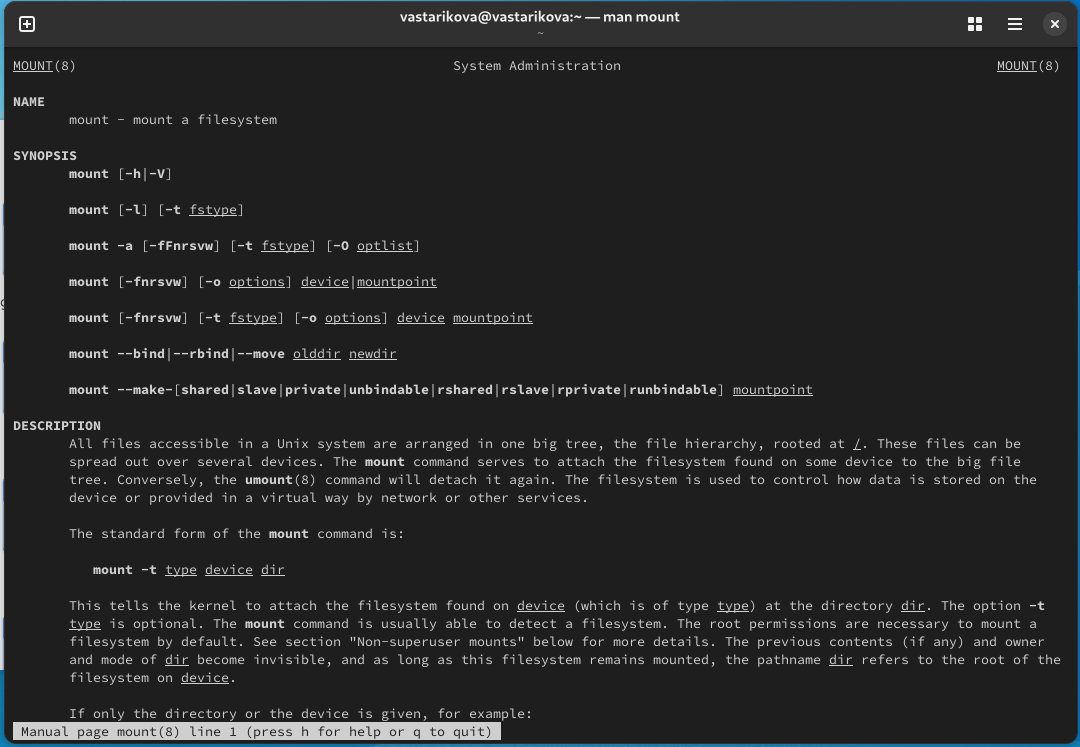 vastarikova@vastarikova:~ — man mount
~
MOUNT(8) System Administration MOUNT(8)
NAME
mount - mount a filesystem
SYNOPSIS
mount [-h|-V]
mount [-l] [-t fstype]
mount -a [-fFnrsvw] [-t fstype] [-O optlist]
mount [-fnrsvw] [-o options] device|mountpoint
mount [-fnrsvw] [-t fstype] [-o options] device mountpoint
mount --bind|--rbind|--move olddir newdir
mount --make-[shared|slave|private|unbindable|rshared|rslave|rprivate|runbindable] mountpoint
DESCRIPTION
All files accessible in a Unix system are arranged in one big tree, the file hierarchy, rooted at /. These files can be
spread out over several devices. The mount command serves to attach the filesystem found on some device to the big file
tree. Conversely, the umount(8) command will detach it again. The filesystem is used to control how data is stored on the
device or provided in a virtual way by network or other services.
The standard form of the mount command is:
mount -t type device dir
This tells the kernel to attach the filesystem found on device (which is of type type) at the directory dir. The option -t
type is optional. The mount command is usually able to detect a filesystem. The root permissions are necessary to mount a
filesystem by default. See section "Non-superuser mounts" below for more details. The previous contents (if any) and owner
and mode of dir become invisible, and as long as this filesystem remains mounted, the pathname dir refers to the root of the
filesystem on device.
If only the directory or the device is given, for example:
Manual page mount(8) line 1 (press h for help or q to quit)